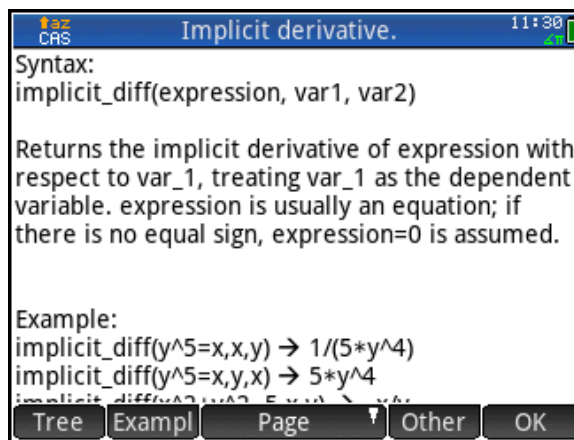 ↑az
CAS
Implicit derivative.
11:30
∡π
Syntax:
implicit_diff(expression, var1, var2)
Returns the implicit derivative of expression with
respect to var_1, treating var_1 as the dependent
variable. expression is usually an equation; if
there is no equal sign, expression=0 is assumed.
Example:
implicit_diff(y^5=x,x,y) → 1/(5*y^4)
implicit_diff(y^5=x,y,x) → 5*y^4
Tree Exampl Page Other OK